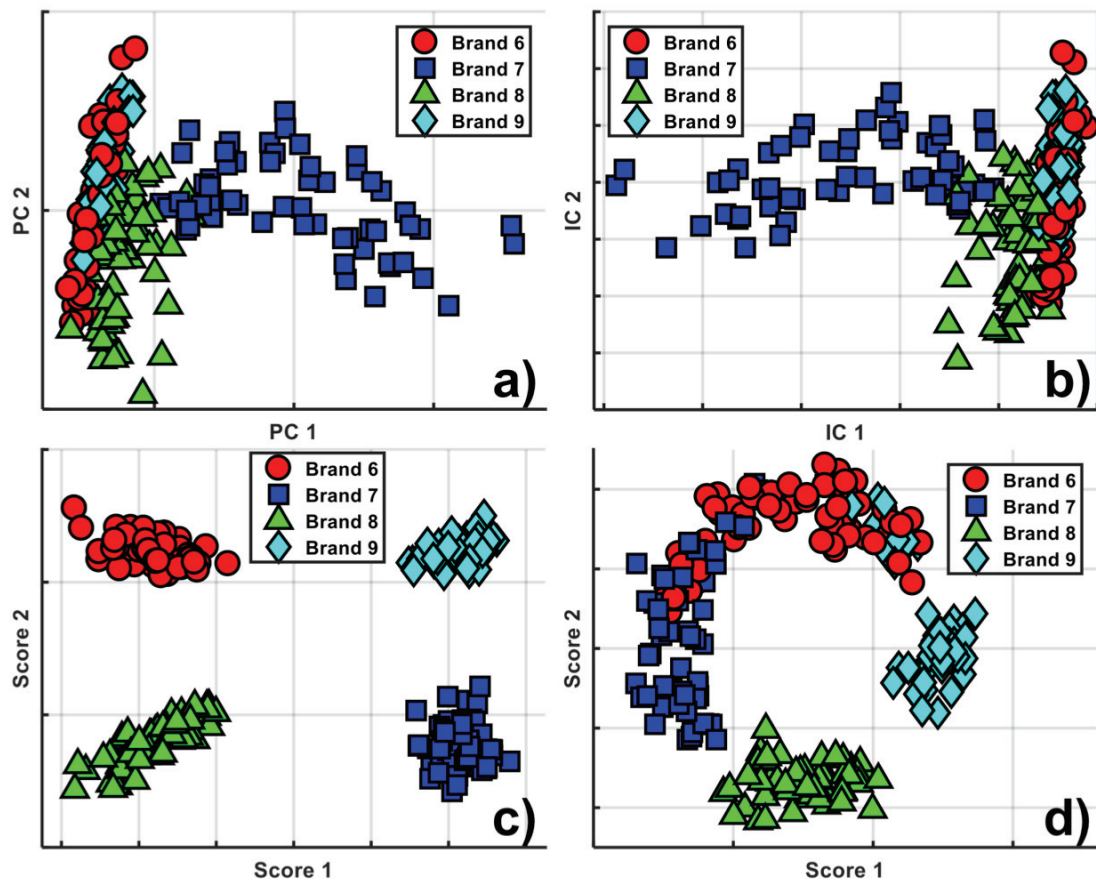 Brand 6
Brand 7
Brand 8
Brand 9
PC 2
a)
PC 1
Brand 6
Brand 7
Brand 8
Brand 9
IC 2
b)
IC 1
Brand 6
Brand 7
Brand 8
Brand 9
Score 2
c)
Score 1
Brand 6
Brand 7
Brand 8
Brand 9
Score 2
d)
Score 1